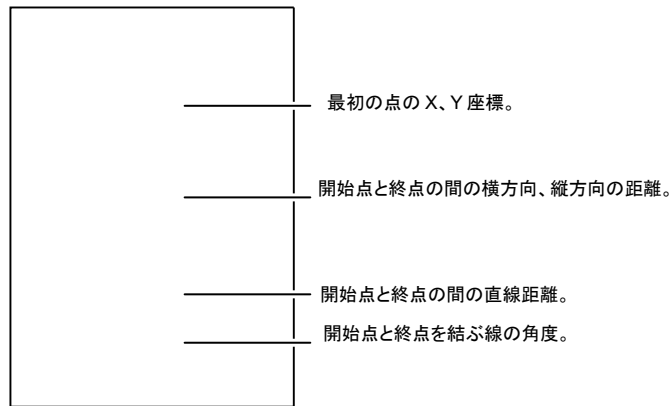 最初の点の X、Y 座標。
開始点と終点の間の横方向、縦方向の距離。
開始点と終点の間の直線距離。
開始点と終点を結ぶ線の角度。